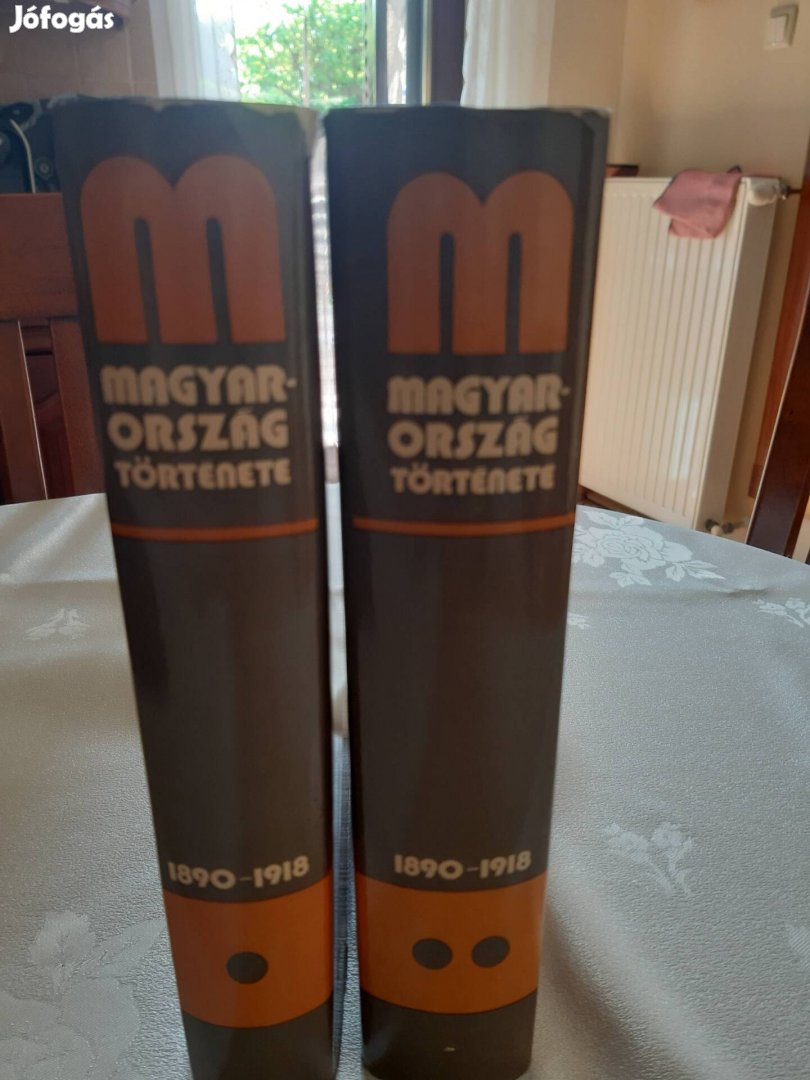 Jófogás
M
MAGYAR-
ORSZÁG
TÖRTÉNETE
1890-1918
M
MAGYAR-
ORSZÁG
TÖRTÉNETE
1890-1918